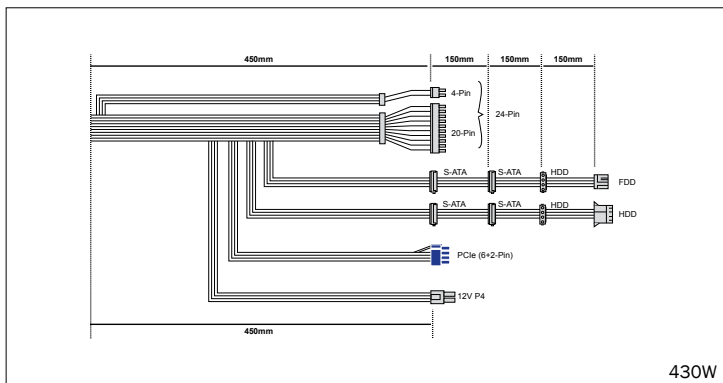 450mm 150mm 150mm 150mm
4-Pin
24-Pin
20-Pin
S-ATA S-ATA HDD
FDD
S-ATA S-ATA HDD
HDD
PCIe (6+2-Pin)
12V P4
450mm
430W